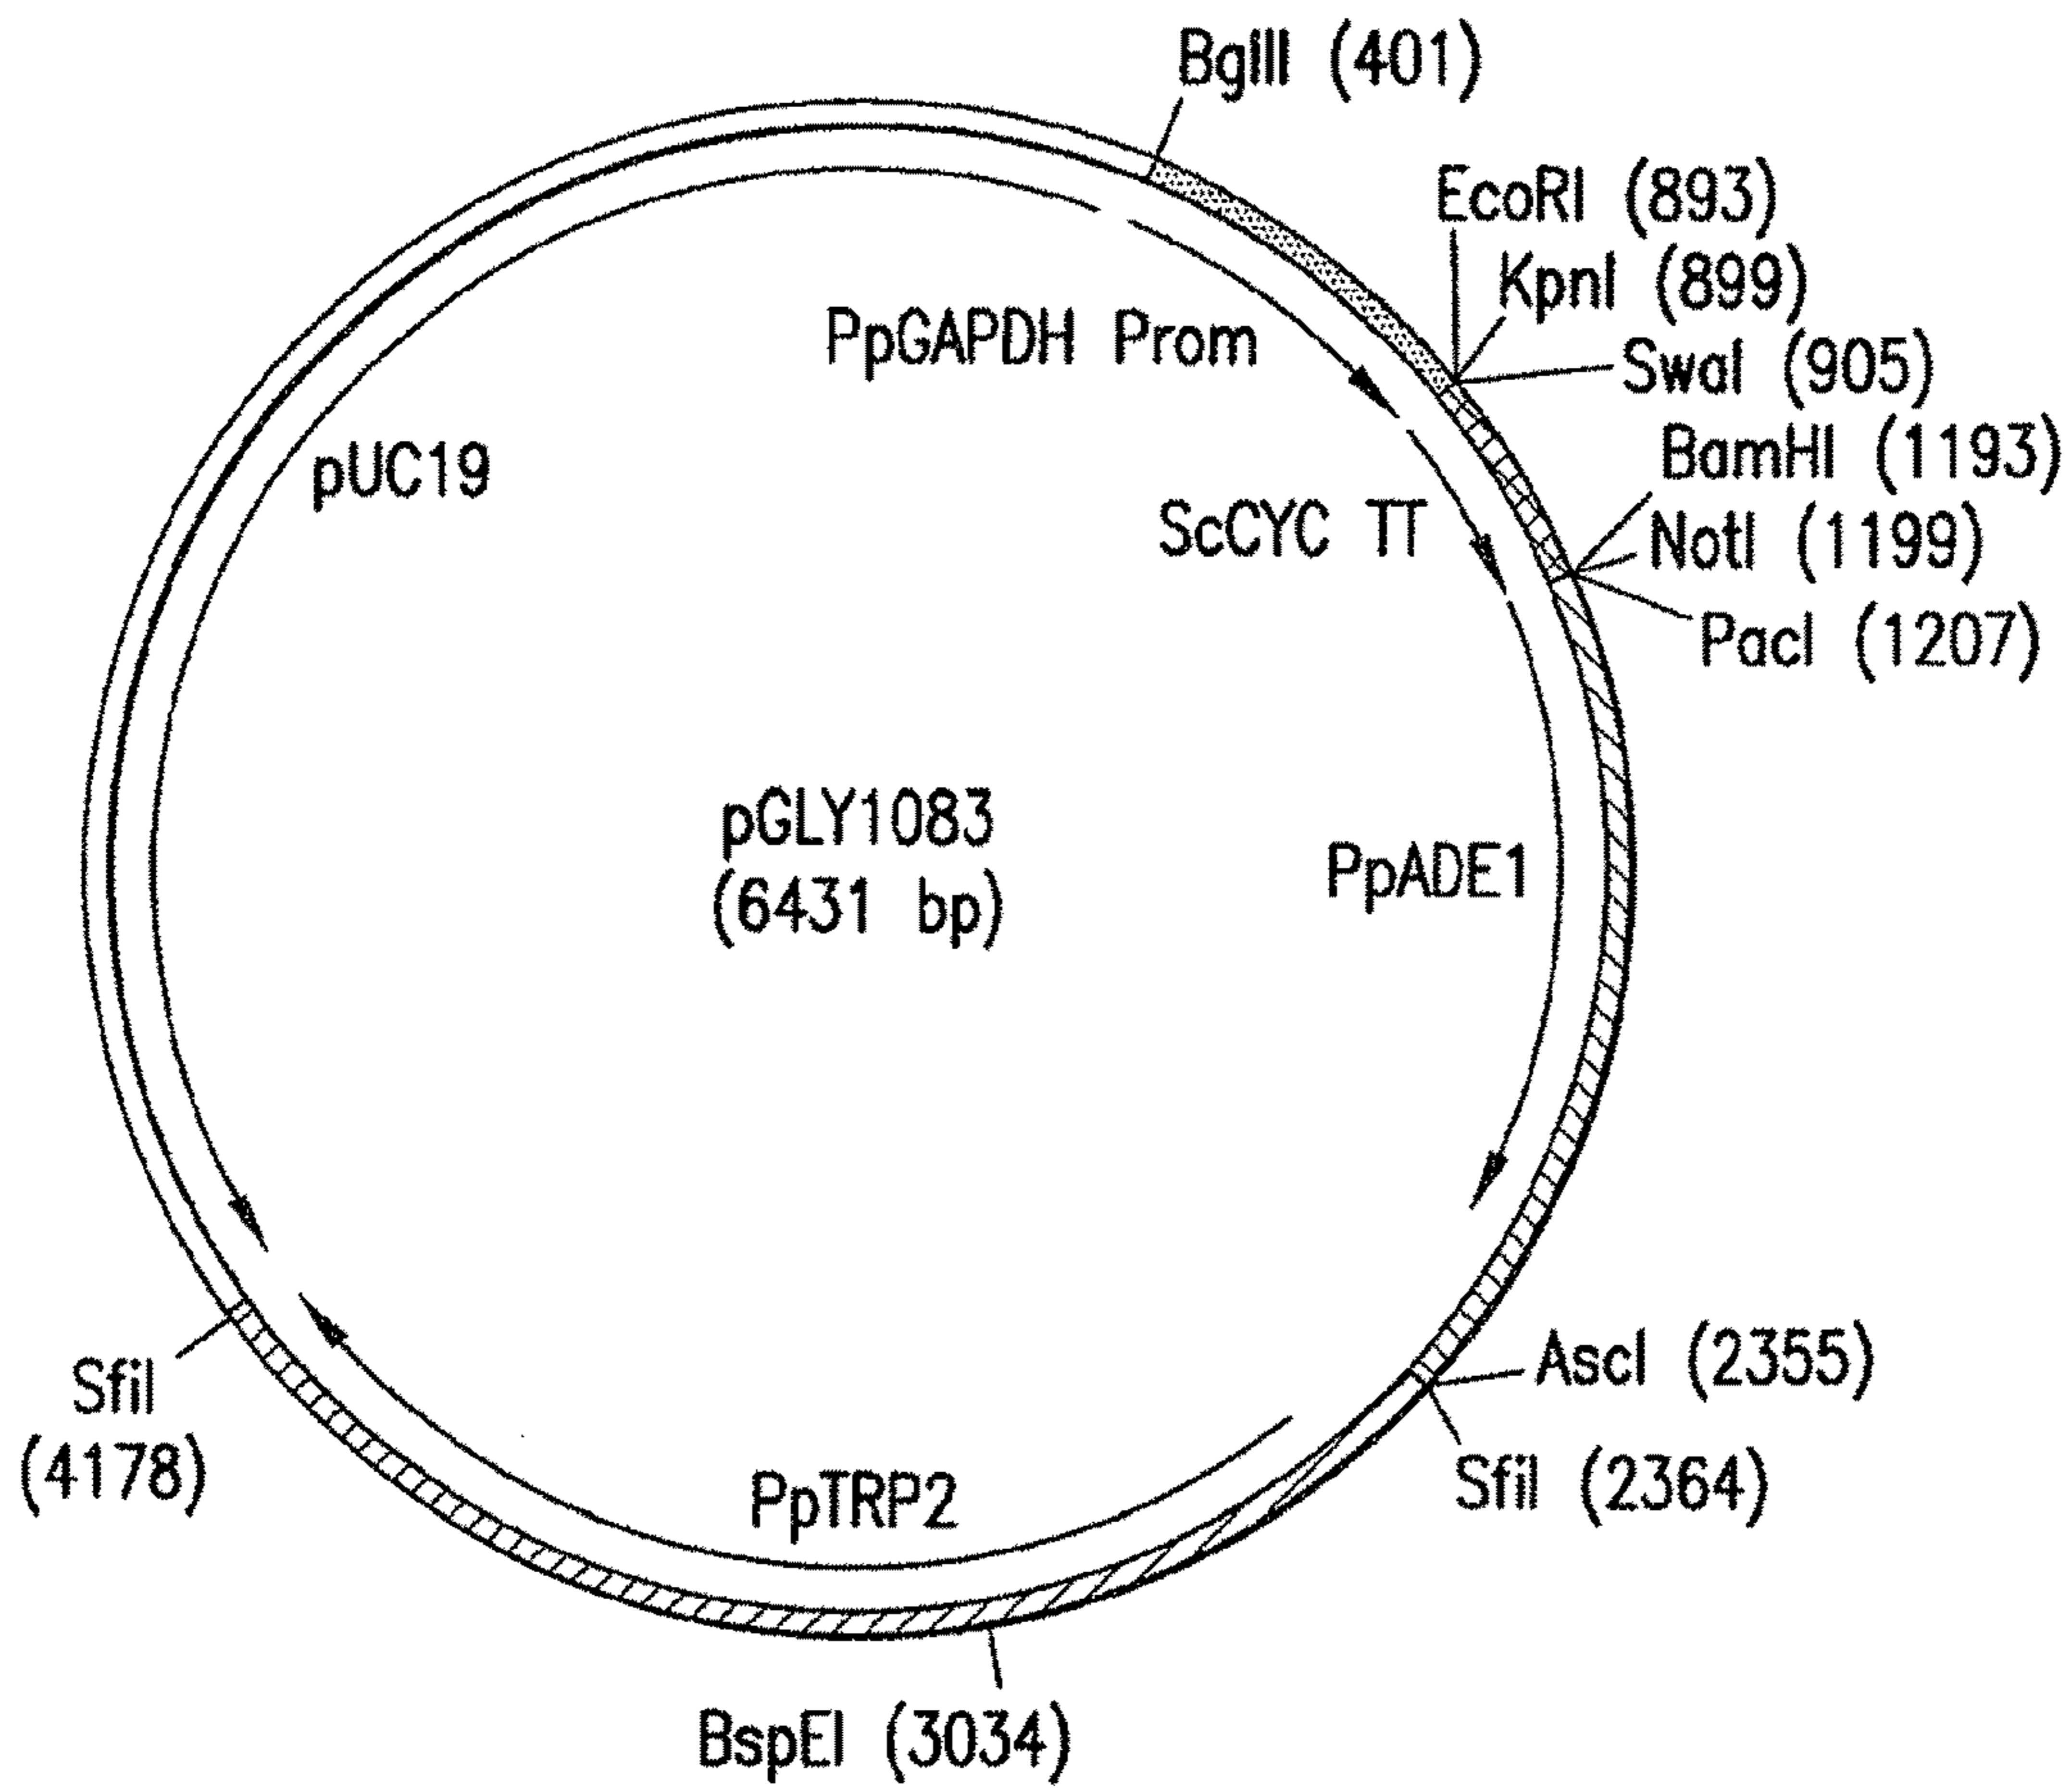 BglII (401)
EcoRI (893)
KpnI (899)
PpGAPDH Prom
SwaI (905)
BamHI (1193)
pUC19
ScCYC TT
NotI (1199)
PacI (1207)
pGLY1083
(6431 bp)
PpADE1
AscI (2355)
SfiI
(4178)
SfiI (2364)
PpTRP2
BspEI (3034)